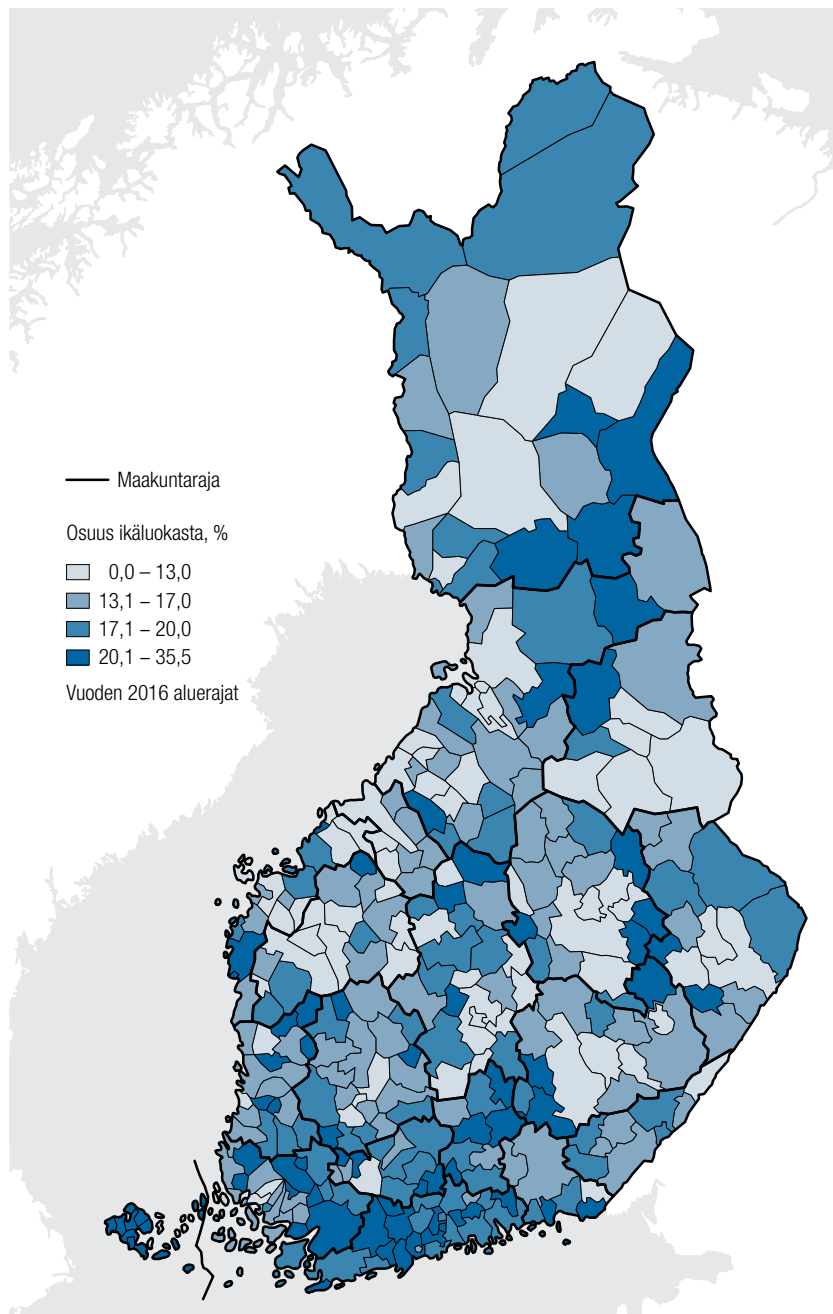 Maakuntaraja
Osuus ikäluokasta, %
0,0 – 13,0
13,1 – 17,0
17,1 – 20,0
20,1 – 35,5
Vuoden 2016 aluerajat